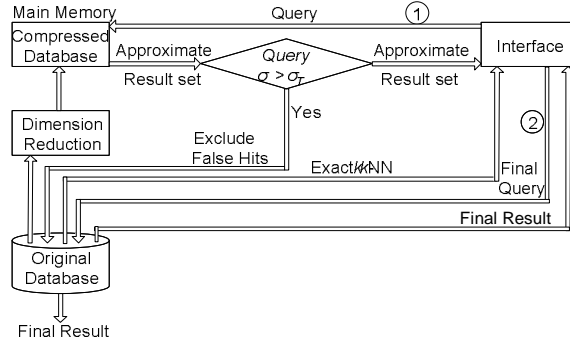 Main Memory
Query
1
Compressed
Database
Approximate
Result set
Query
σ > σT
Approximate
Result set
Interface
Yes
2
Dimension
Reduction
Exclude
False Hits
Exact
NN
Final
Query
Final Result
Original
Database
Final Result